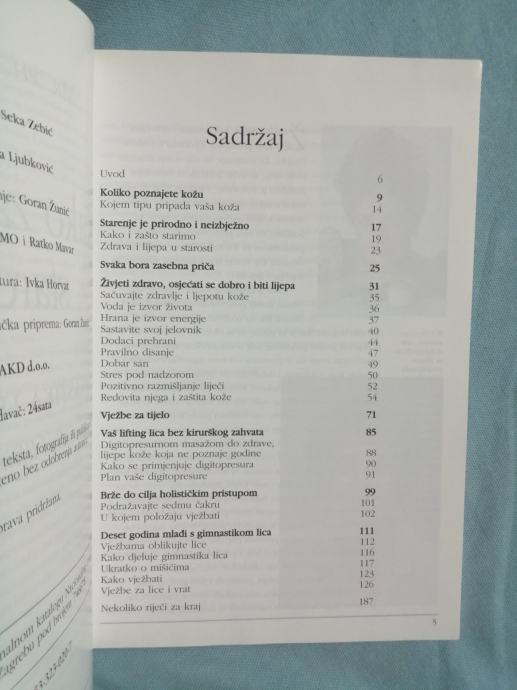 Seka Zebić
a Ljubković
je: Goran Žunić
MO i Ratko Mavar
tura: Ivka Horvat
čka priprema: Goran Žunić
AKD d.o.o.
davač: 24sata
teksta, fotografija ili
eno bez odobrenja
prava pridržana.
nalnom katalogu
Zagrebu pod brojem
Sadržaj
Uvod 6
Koliko poznajete kožu 9
Kojem tipu pripada vaša koža 14
Starenje je prirodno i neizbježno 17
Kako i zašto starimo 19
Zdrava i lijepa u starosti 23
Svaka bora zasebna priča 25
Živjeti zdravo, osjećati se dobro i biti lijepa 31
Sačuvajte zdravlje i ljepotu kože 35
Voda je izvor života 36
Hrana je izvor energije 37
Sastavite svoj jelovnik 40
Dodaci prehrani 44
Pravilno disanje 47
Dobar san 49
Stres pod nadzorom 50
Pozitivno razmišljanje liječi 52
Redovita njega i zaštita kože 54
Vježbe za tijelo 71
Vaš lifting lica bez kirurškog zahvata 85
Digitopresurnom masažom do zdrave,
lijepe kože koja ne poznaje godine 88
Kako se primjenjuje digitopresura 90
Plan vaše digitopresure 91
Brže do cilja holističkim pristupom 99
Podražavajte sedmu čakru 101
U kojem položaju vježbati 102
Deset godina mlađi s gimnastikom lica 111
Vježbama oblikujte lice 112
Kako djeluje gimnastika lica 116
Ukratko o mišićima 117
Kako vježbati 123
Vježbe za lice i vrat 126
Nekoliko riječi za kraj 187
5